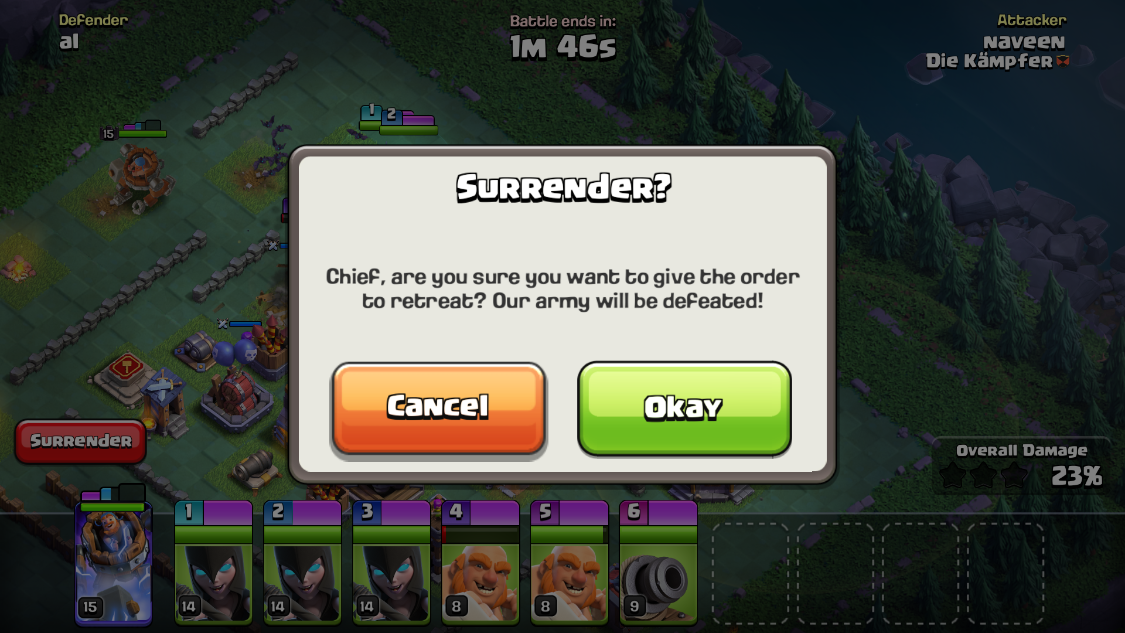 Defender
al
Battle ends in:
1m 46s
Attacker
naveen
Die Kämpfer
15
1 2
Surrender?
Chief, are you sure you want to give the order
to retreat? Our army will be defeated!
Cancel
Okay
Surrender
Overall Damage
23%
1 2 3 4 5 6
15 14 14 14 8 8 9